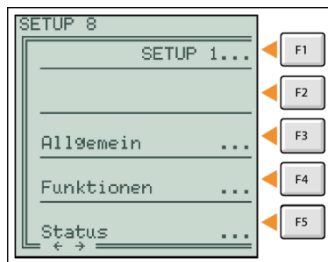 SETUP 8
SETUP 1... F1
F2
Allgemein ... F3
Funktionen ... F4
Status ... F5
← →